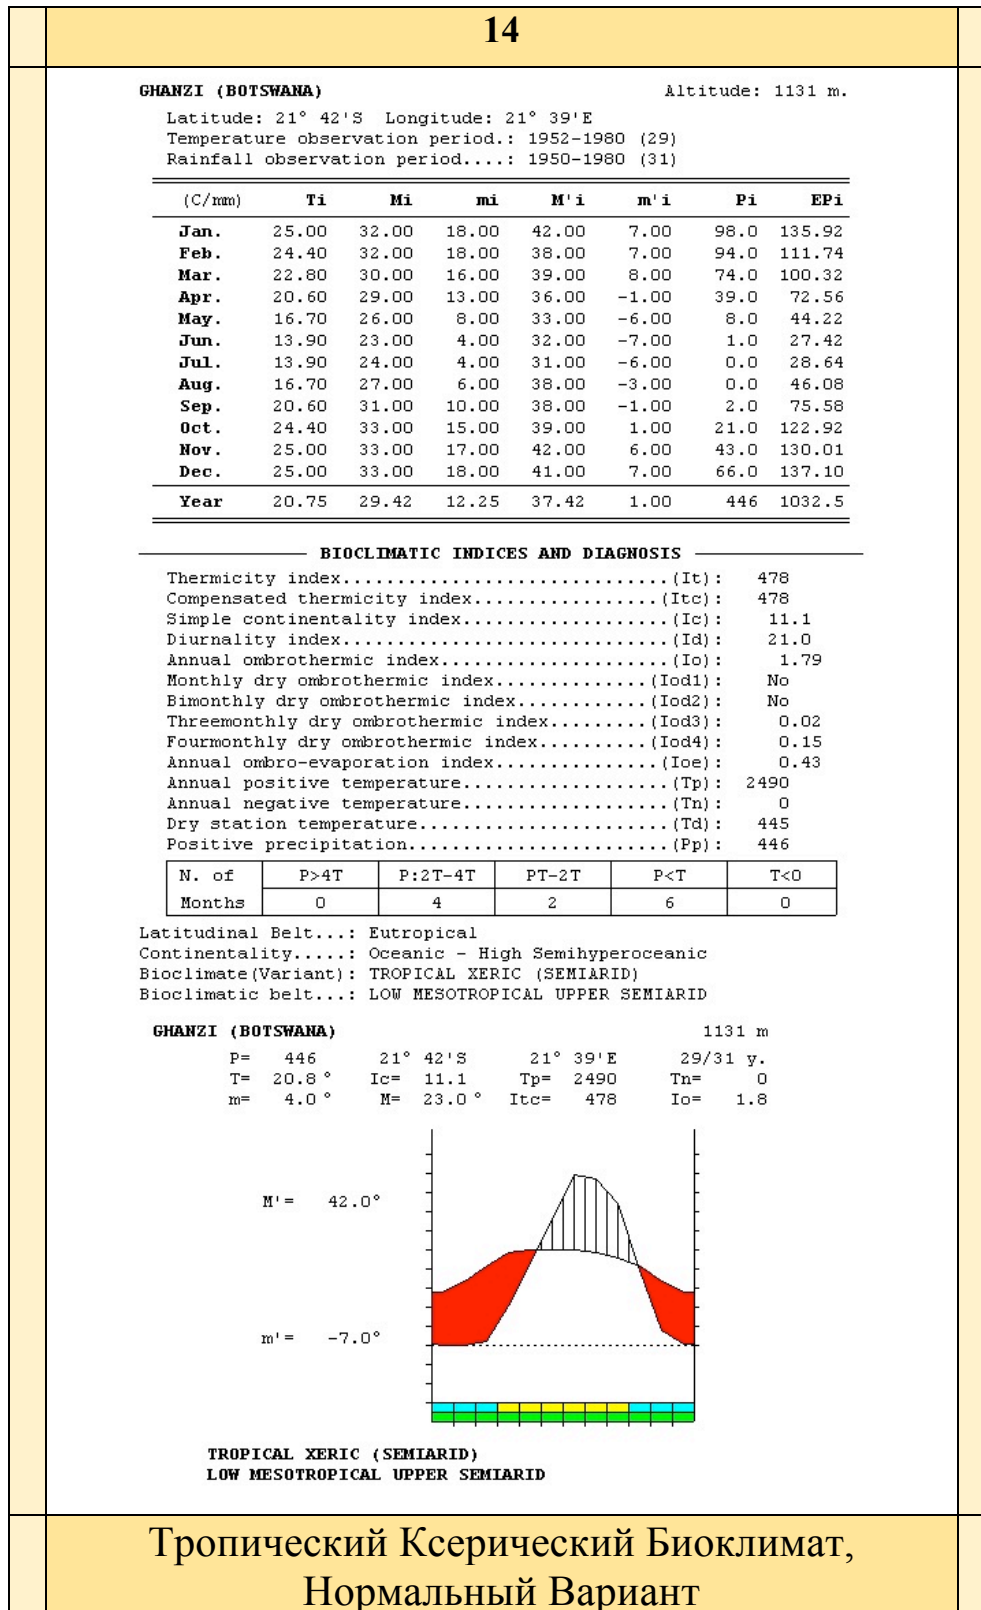 14
GHANZI (BOTSWANA) Altitude: 1131 m.
Latitude: 21° 42'S Longitude: 21° 39'E
Temperature observation period.: 1952-1980 (29)
Rainfall observation period....: 1950-1980 (31)
(C/mm) Ti Mi mi M'i m'i Pi EPi
Jan. 25.00 32.00 18.00 42.00 7.00 98.0 135.92
Feb. 24.40 32.00 18.00 38.00 7.00 94.0 111.74
Mar. 22.80 30.00 16.00 39.00 8.00 74.0 100.32
Apr. 20.60 29.00 13.00 36.00 -1.00 39.0 72.56
May. 16.70 26.00 8.00 33.00 -6.00 8.0 44.22
Jun. 13.90 23.00 4.00 32.00 -7.00 1.0 27.42
Jul. 13.90 24.00 4.00 31.00 -6.00 0.0 28.64
Aug. 16.70 27.00 6.00 38.00 -3.00 0.0 46.08
Sep. 20.60 31.00 10.00 38.00 -1.00 2.0 75.58
Oct. 24.40 33.00 15.00 39.00 1.00 21.0 122.92
Nov. 25.00 33.00 17.00 42.00 6.00 43.0 130.01
Dec. 25.00 33.00 18.00 41.00 7.00 66.0 137.10
Year 20.75 29.42 12.25 37.42 1.00 446 1032.5
BIOCLIMATIC INDICES AND DIAGNOSIS
Thermicity index..............................(It): 478
Compensated thermicity index.................(Itc): 478
Simple continentality index...................(Ic): 11.1
Diurnality index..............................(Id): 21.0
Annual ombrothermic index.....................(Io): 1.79
Monthly dry ombrothermic index..............(Iod1): No
Bimonthly dry ombrothermic index............(Iod2): No
Threemonthly dry ombrothermic index.........(Iod3): 0.02
Fourmonthly dry ombrothermic index..........(Iod4): 0.15
Annual ombro-evaporation index...............(Ioe): 0.43
Annual positive temperature...................(Tp): 2490
Annual negative temperature...................(Tn): 0
Dry station temperature.......................(Td): 445
Positive precipitation........................(Pp): 446
N. of P>4T P:2T-4T PT-2T P<T T<0
Months 0 4 2 6 0
Latitudinal Belt...: Eutropical
Continentality.....: Oceanic - High Semihyperoceanic
Bioclimate(Variant): TROPICAL XERIC (SEMIARID)
Bioclimatic belt...: LOW MESOTROPICAL UPPER SEMIARID
GHANZI (BOTSWANA) 1131 m
P= 446 21° 42'S 21° 39'E 29/31 y.
T= 20.8° Ic= 11.1 Tp= 2490 Tn= 0
m= 4.0° M= 23.0° Itc= 478 Io= 1.8
M'= 42.0°
m'= -7.0°
TROPICAL XERIC (SEMIARID)
LOW MESOTROPICAL UPPER SEMIARID
Тропический Ксерический Биоклимат,
Нормальный Вариант